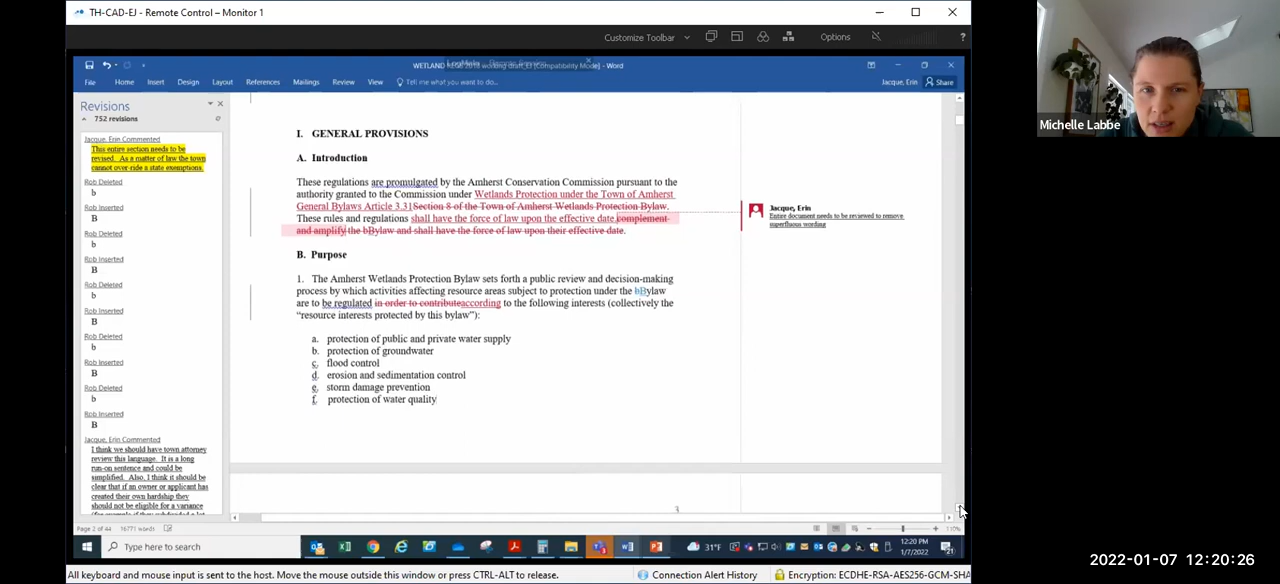 TH-CAD-EJ - Remote Control - Monitor 1
Customize Toolbar
Options
?
Word
File Home Insert Design Layout References Mailings Review View Tell me what you want to do...
Jacque, Erin Share
Revisions
752 revisions
Jacque, Erin Commented
This entire section needs to be
revised. As a matter of law the town
cannot over-ride a state exemptions.
Rob Deleted
b
Rob Inserted
B
Rob Deleted
b
Rob Inserted
B
Rob Deleted
b
Rob Inserted
B
Rob Deleted
b
Rob Inserted
B
Rob Deleted
b
Rob Inserted
B
Jacque, Erin Commented
I think we should have town attorney
review this language. It is a long
run-on sentence and could be
simplified. Also, I think it should be
clear that if an owner or applicant has
created their own hardship they
should not be eligible for a variance
(for example if they subdivided a lot
I. GENERAL PROVISIONS
A. Introduction
These regulations are promulgated by the Amherst Conservation Commission pursuant to the
authority granted to the Commission under Wetlands Protection under the Town of Amherst
General Bylaws Article 3.31Section 8 of the Town of Amherst Wetlands Protection Bylaw.
These rules and regulations shall have the force of law upon the effective date.complement
and amplify the bBylaw and shall have the force of law upon their effective date.
B. Purpose
1. The Amherst Wetlands Protection Bylaw sets forth a public review and decision-making
process by which activities affecting resource areas subject to protection under the bBylaw
are to be regulated in order to contributeaccording to the following interests (collectively the
“resource interests protected by this bylaw”):
a. protection of public and private water supply
b. protection of groundwater
c. flood control
d. erosion and sedimentation control
e. storm damage prevention
f. protection of water quality
Jacque, Erin
Entire document needs to be reviewed to remove
superfluous wording
3
Page 2 of 44 16771 words
110%
Type here to search
31°F
12:20 PM
1/7/2022
21
All keyboard and mouse input is sent to the host. Move the mouse outside this window or press CTRL-ALT to release.
Connection Alert History
Encryption: ECDHE-RSA-AES256-GCM-SHA
Michelle Labbe
2022-01-07 12:20:26